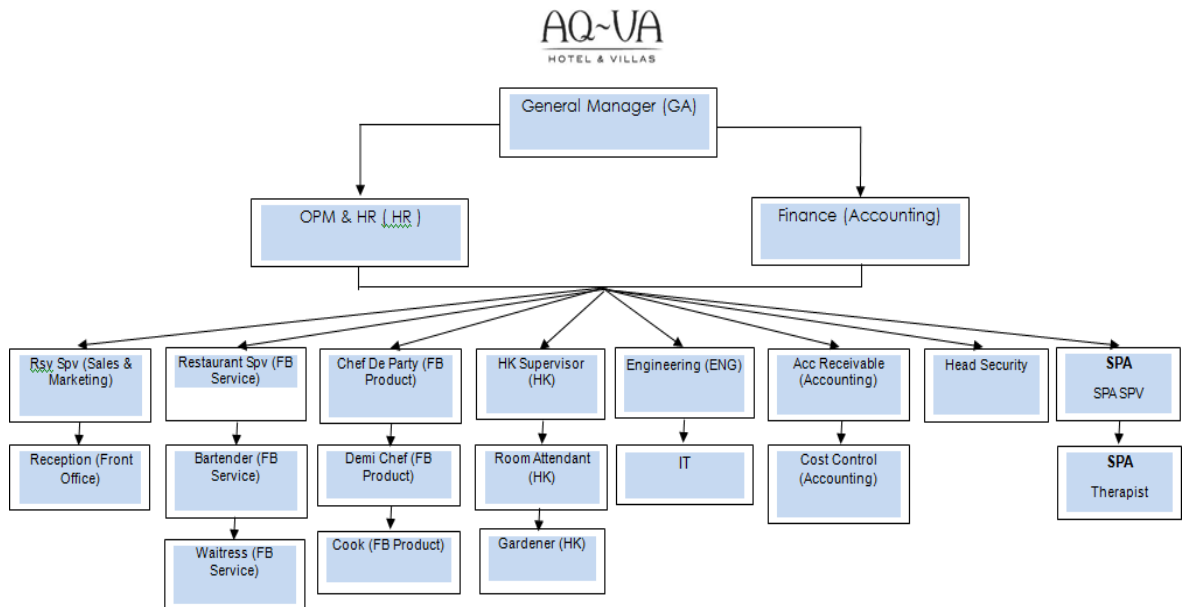 AQ~VA
HOTEL & VILLAS
General Manager (GA)
OPM & HR ( HR )
Finance (Accounting)
Rsv Spv (Sales &
Marketing)
Restaurant Spv (FB
Service)
Chef De Party (FB
Product)
HK Supervisor
(HK)
Engineering (ENG)
Acc Receivable
(Accounting)
Head Security
SPA
SPA SPV
Reception (Front
Office)
Bartender (FB
Service)
Demi Chef (FB
Product)
Room Attendant
(HK)
IT
Cost Control
(Accounting)
SPA
Therapist
Waitress (FB
Service)
Cook (FB Product)
Gardener (HK)